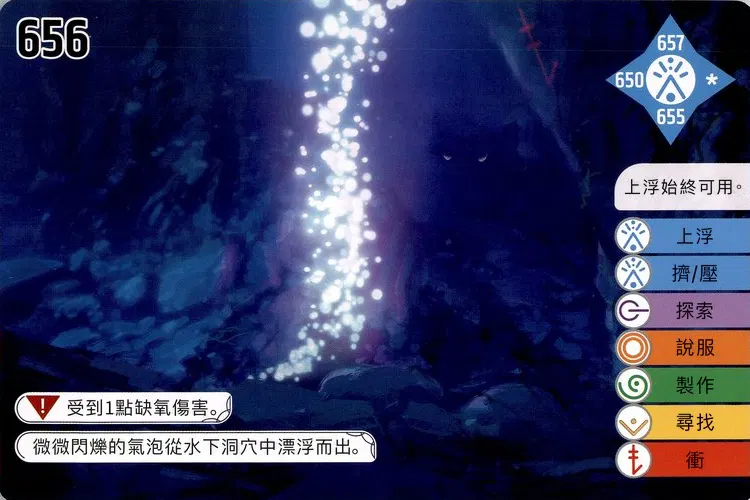 656
657
650
*
655
上浮始終可用。
上浮
擠/壓
探索
說服
製作
尋找
衝
! 受到1點缺氧傷害。
微微閃爍的氣泡從水下洞穴中漂浮而出。